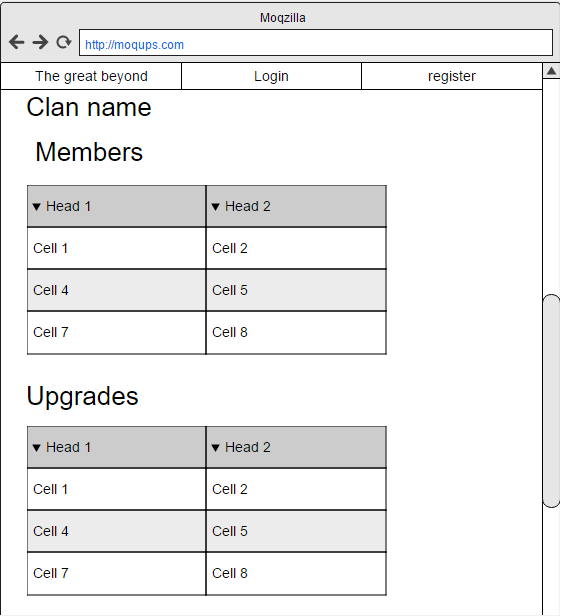 Moqzilla
http://moqups.com
The great beyond Login register
Clan name
Members
Head 1 Head 2
Cell 1 Cell 2
Cell 4 Cell 5
Cell 7 Cell 8
Upgrades
Head 1 Head 2
Cell 1 Cell 2
Cell 4 Cell 5
Cell 7 Cell 8